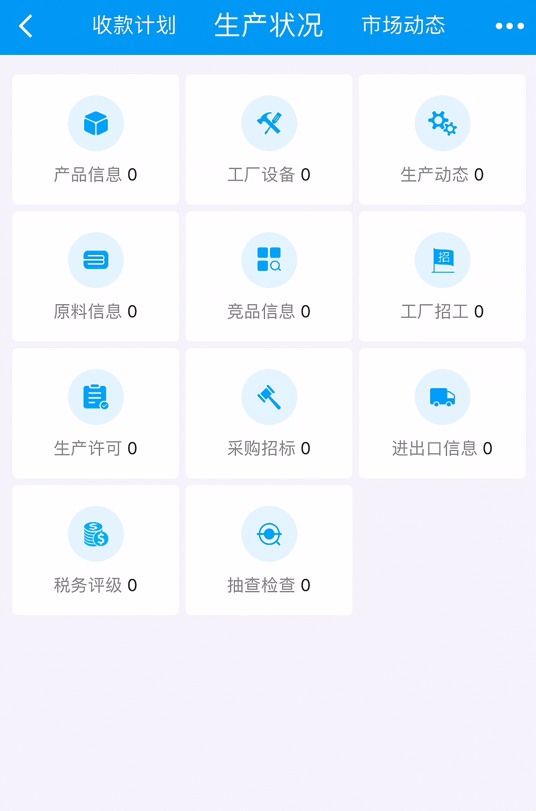 收款计划 生产状况 市场动态
产品信息 0 工厂设备 0 生产动态 0
招
原料信息 0 竞品信息 0 工厂招工 0
生产许可 0 采购招标 0 进出口信息 0
税务评级 0 抽查检查 0